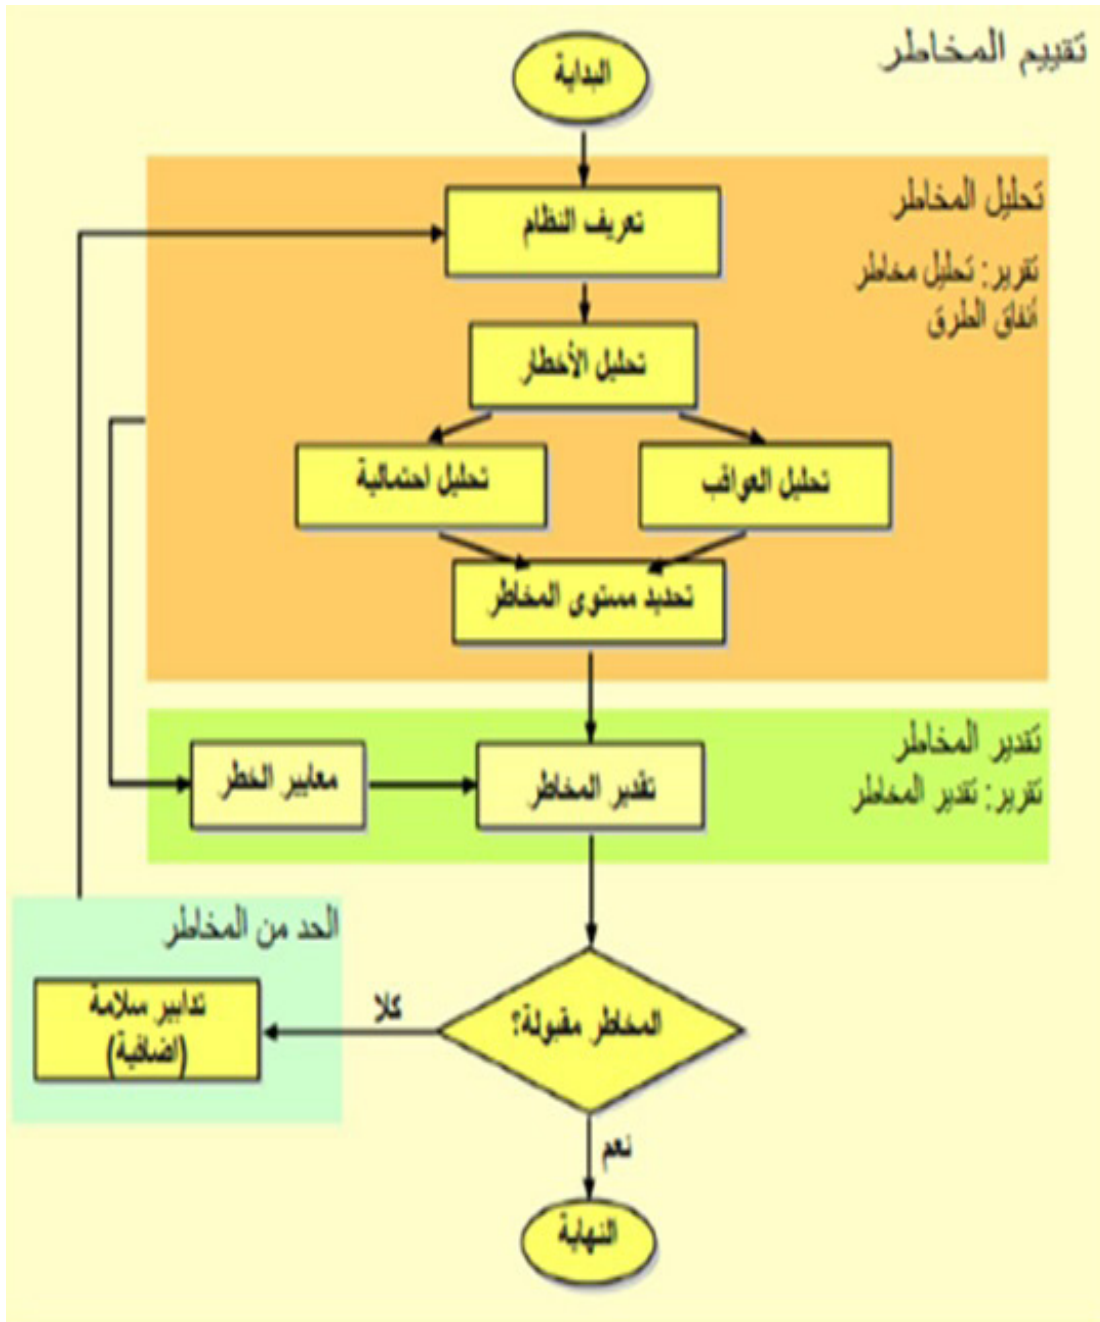 تقييم المخاطر
البداية
تحليل المخاطر
تقرير: تحليل مخاطر
أنفاق الطرق
تعريف النظام
تحليل الأخطار
تحليل العواقب
تحليل احتمالية
تحديد مستوى المخاطر
تقدير المخاطر
تقرير: تقدير المخاطر
تقدير المخاطر
معايير الخطر
الحد من المخاطر
المخاطر مقبولة؟
كلا
تدابير سلامة
(اضافية)
نعم
النهاية